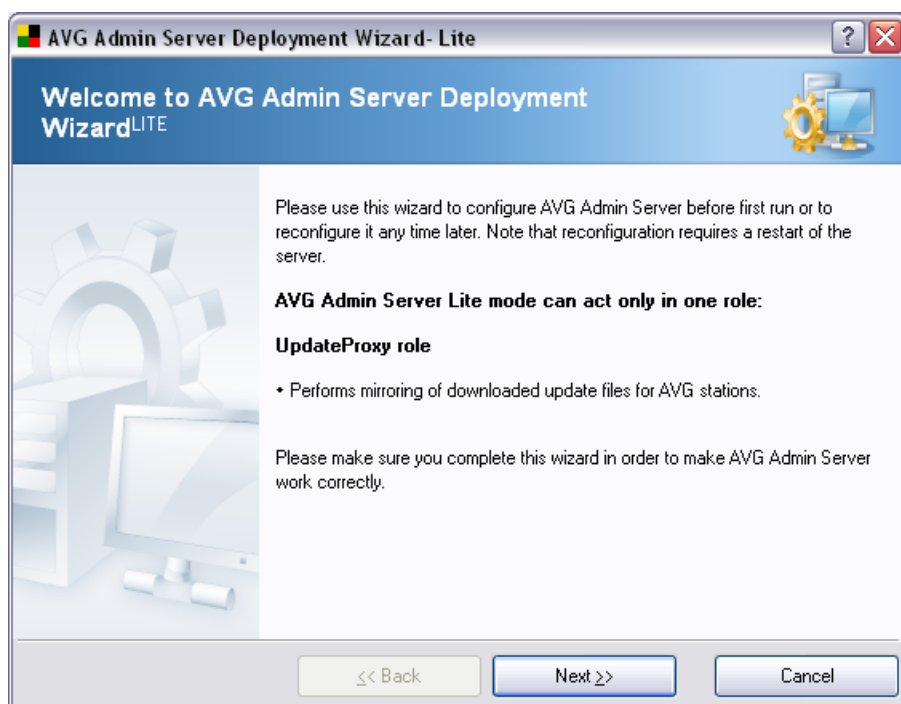 AVG Admin Server Deployment Wizard- Lite
Welcome to AVG Admin Server Deployment
WizardLITE
Please use this wizard to configure AVG Admin Server before first run or to
reconfigure it any time later. Note that reconfiguration requires a restart of the
server.
AVG Admin Server Lite mode can act only in one role:
UpdateProxy role
• Performs mirroring of downloaded update files for AVG stations.
Please make sure you complete this wizard in order to make AVG Admin Server
work correctly.
<< Back
Next >>
Cancel